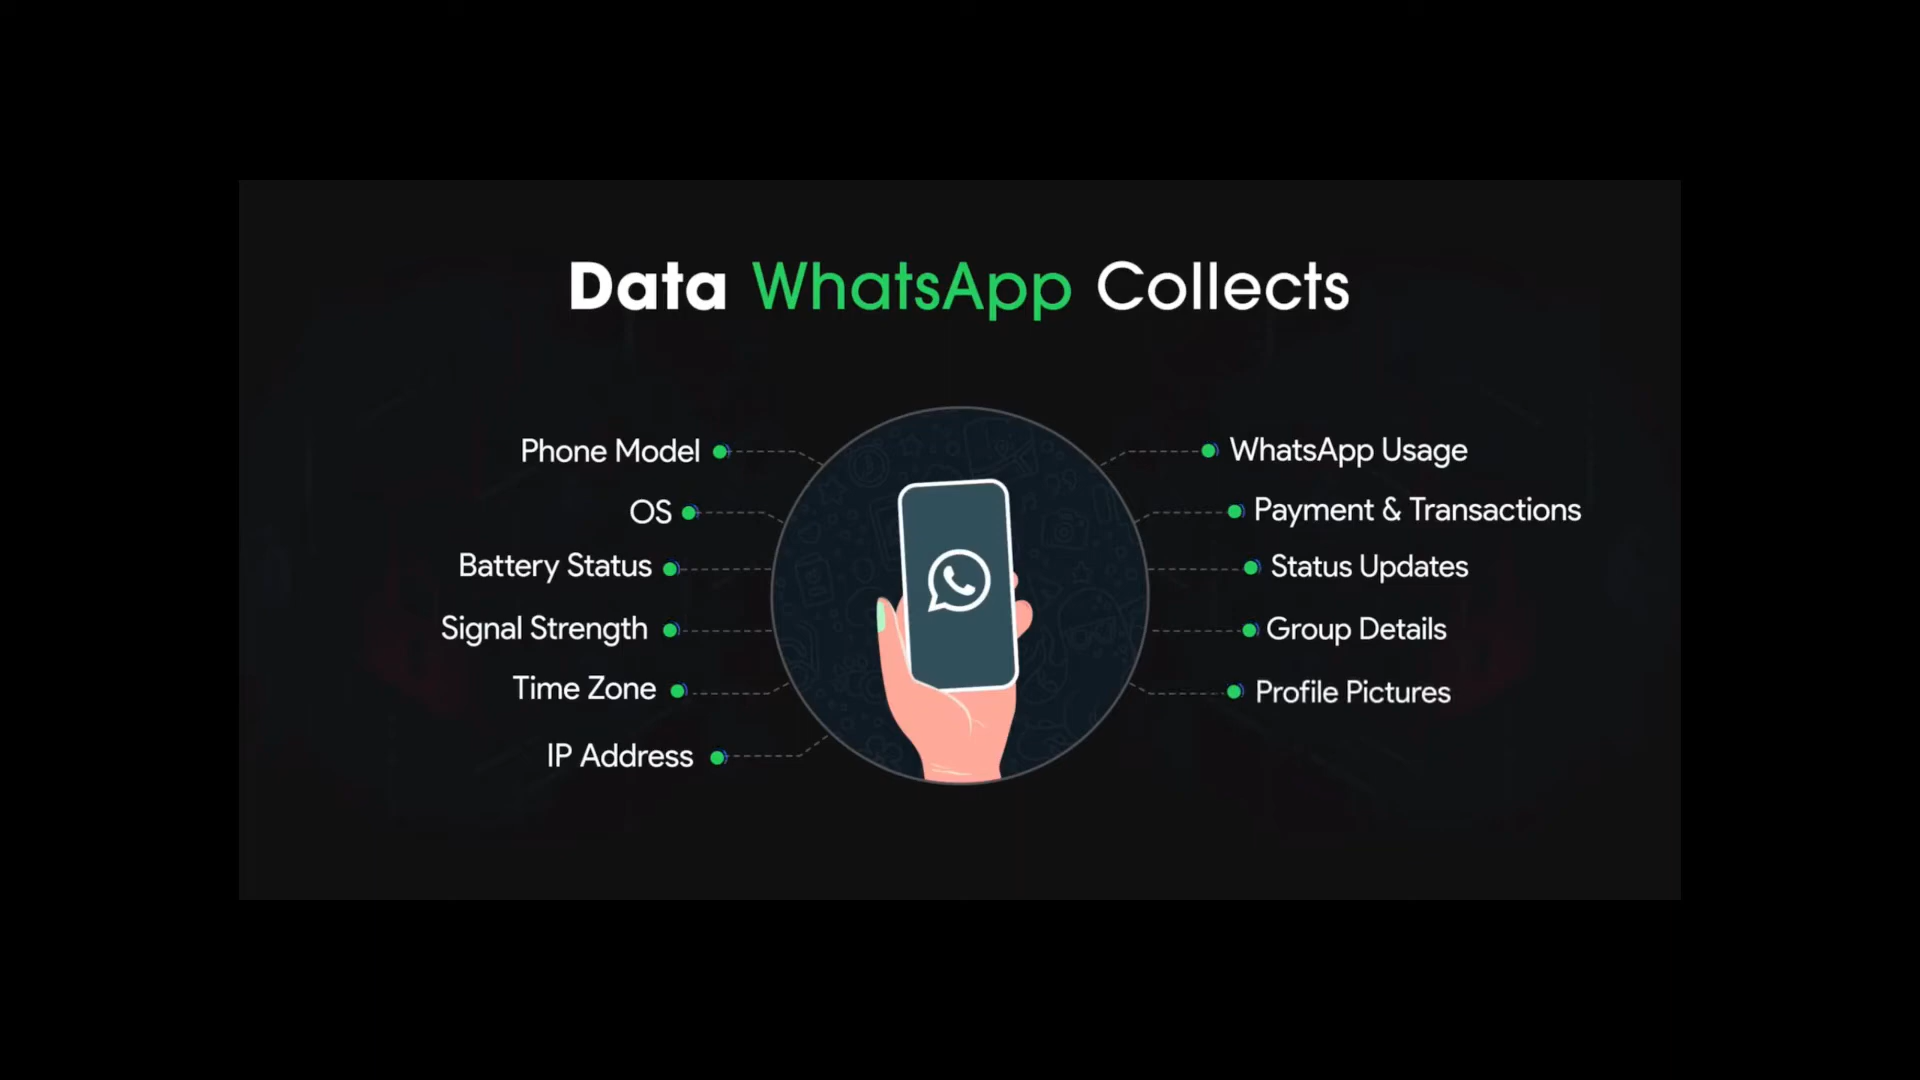 Data WhatsApp Collects
Phone Model
OS
Battery Status
Signal Strength
Time Zone
IP Address
WhatsApp Usage
Payment & Transactions
Status Updates
Group Details
Profile Pictures